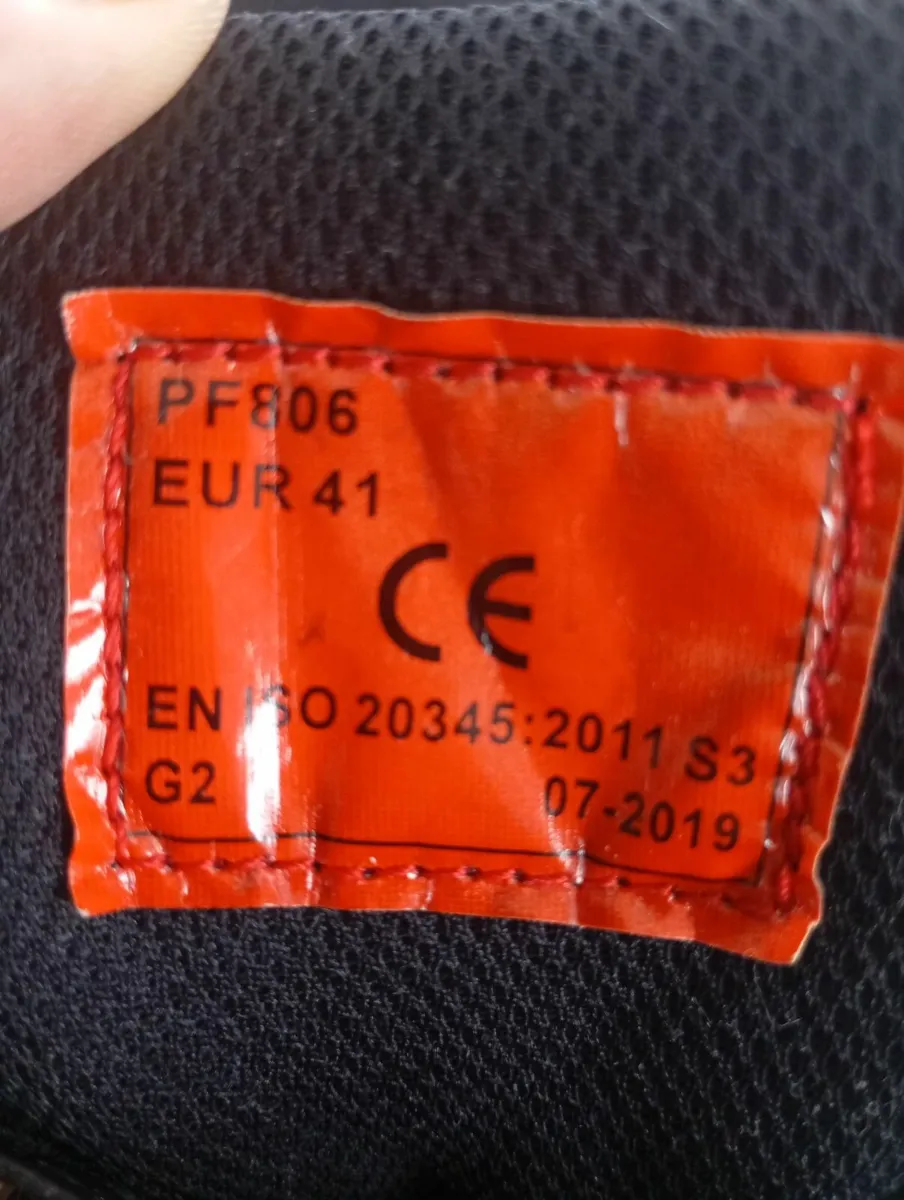 PF806
EUR 41
CE
EN ISO 20345:2011 S3
G2 07-2019